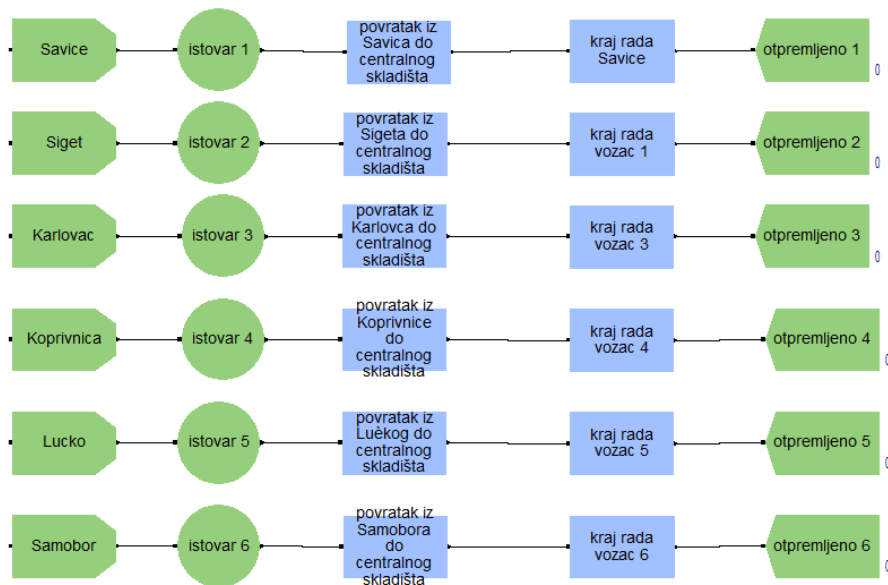 Savice
istovar 1
povratak iz
Savica do
centralnog
skladišta
kraj rada
Savice
otpremljeno 1
0
Siget
istovar 2
povratak iz
Sigeta do
centralnog
skladišta
kraj rada
vozac 1
otpremljeno 2
0
Karlovac
istovar 3
povratak iz
Karlovca do
centralnog
skladišta
kraj rada
vozac 3
otpremljeno 3
0
Koprivnica
istovar 4
povratak iz
Koprivnice
do
centralnog
skladišta
kraj rada
vozac 4
otpremljeno 4
0
Lucko
istovar 5
povratak iz
Luèkog do
centralnog
skladišta
kraj rada
vozac 5
otpremljeno 5
0
Samobor
istovar 6
povratak iz
Samobora
do
centralnog
skladišta
kraj rada
vozac 6
otpremljeno 6
0